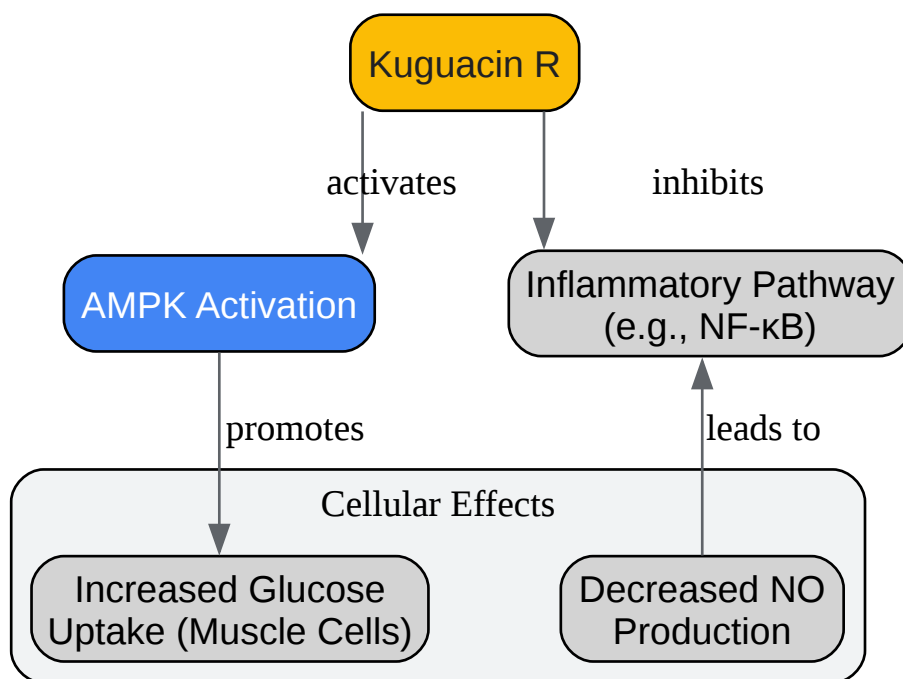 Kuguacin R
activates
inhibits
AMPK Activation
Inflammatory Pathway
(e.g., NF-κB)
promotes
leads to
Cellular Effects
Increased Glucose
Uptake (Muscle Cells)
Decreased NO
Production